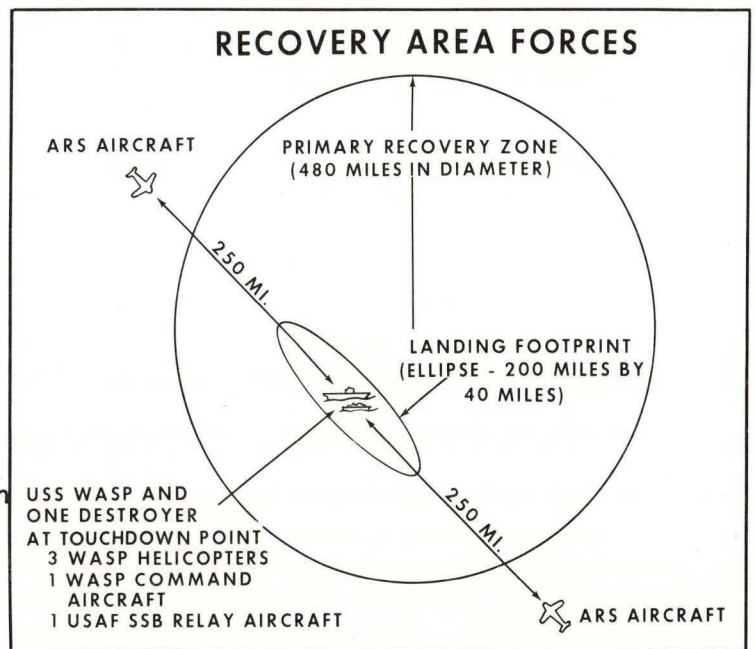 RECOVERY AREA FORCES
ARS AIRCRAFT
PRIMARY RECOVERY ZONE
(480 MILES IN DIAMETER)
250 MI.
LANDING FOOTPRINT
(ELLIPSE - 200 MILES BY
40 MILES)
USS WASP AND
ONE DESTROYER
AT TOUCHDOWN POINT
3 WASP HELICOPTERS
1 WASP COMMAND
AIRCRAFT
1 USAF SSB RELAY AIRCRAFT
250 MI.
ARS AIRCRAFT